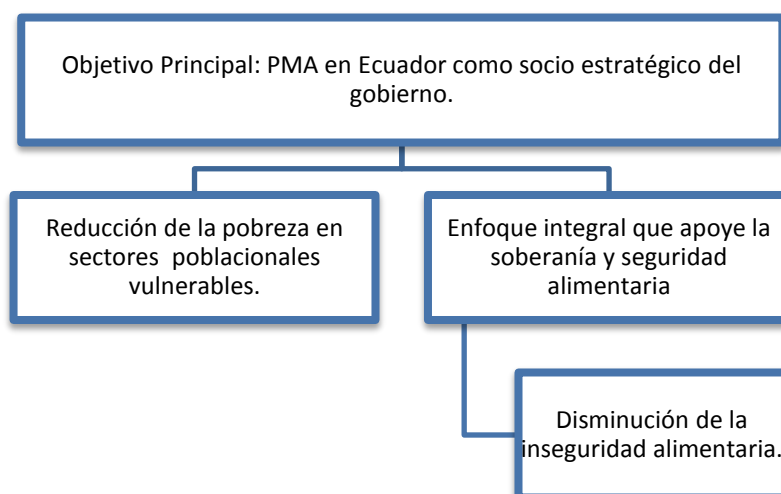 Objetivo Principal: PMA en Ecuador como socio estratégico del
gobierno.
Reducción de la pobreza en
sectores poblacionales
vulnerables.
Enfoque integral que apoye la
soberanía y seguridad
alimentaria
Disminución de la
inseguridad alimentaria.